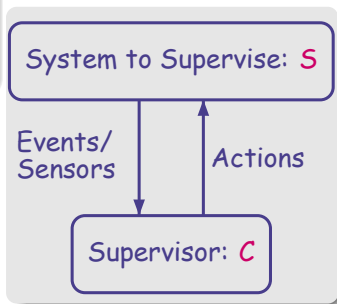 System to Supervise: S
Events/
Sensors
Actions
Supervisor: C